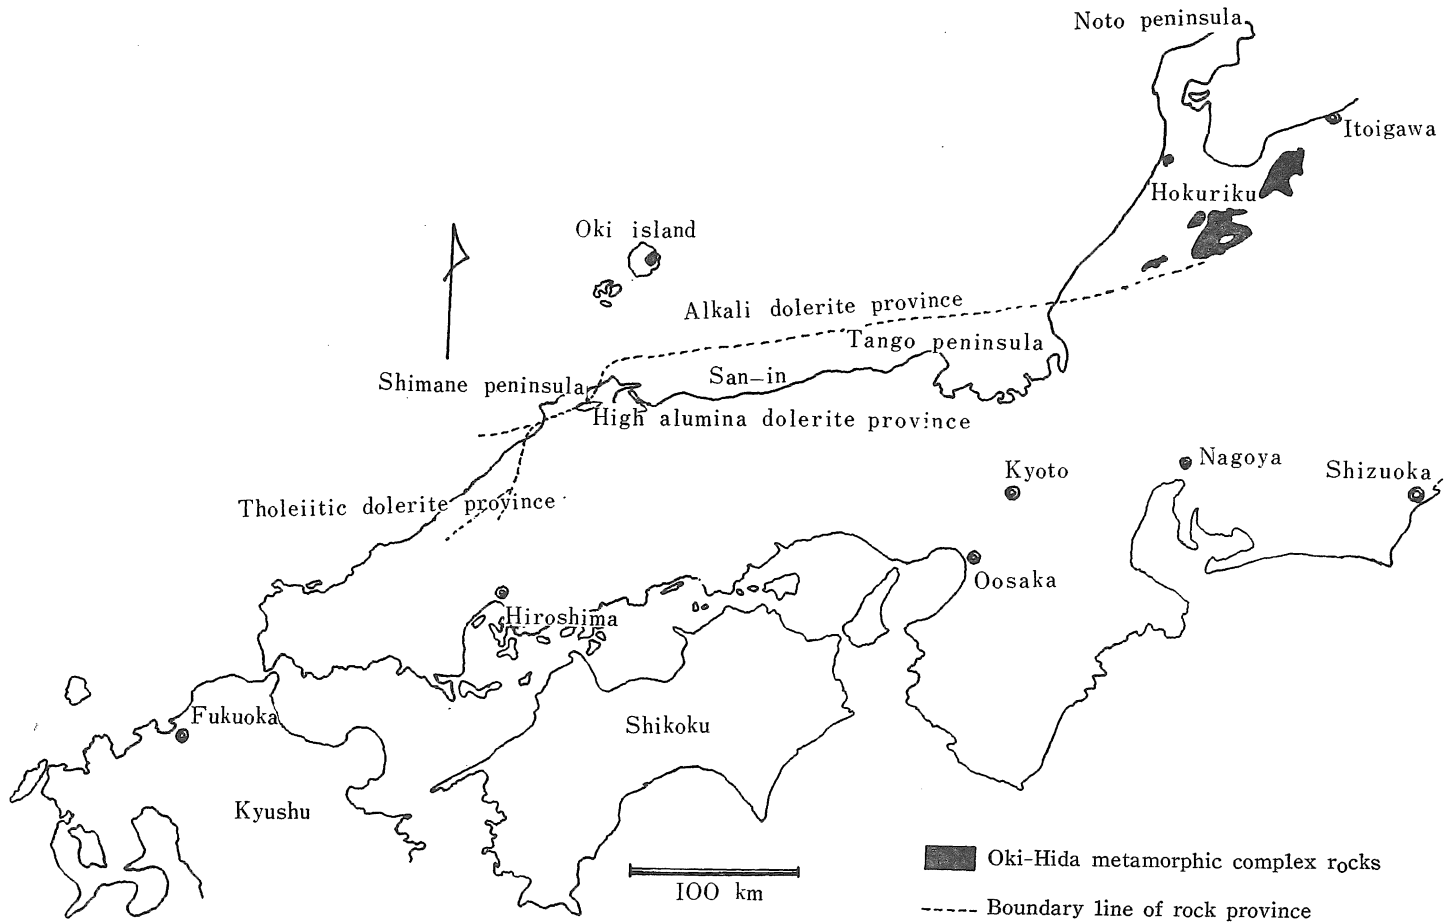 Noto peninsula
Itoigawa
Hokuriku
Oki island
Alkali dolerite province
Tango peninsula
San-in
Shimane peninsula
High alumina dolerite province
Kyoto
Nagoya
Shizuoka
Tholeiitic dolerite province
Oosaka
Hiroshima
Fukuoka
Shikoku
Kyushu
100 km
Oki-Hida metamorphic complex rocks
Boundary line of rock province